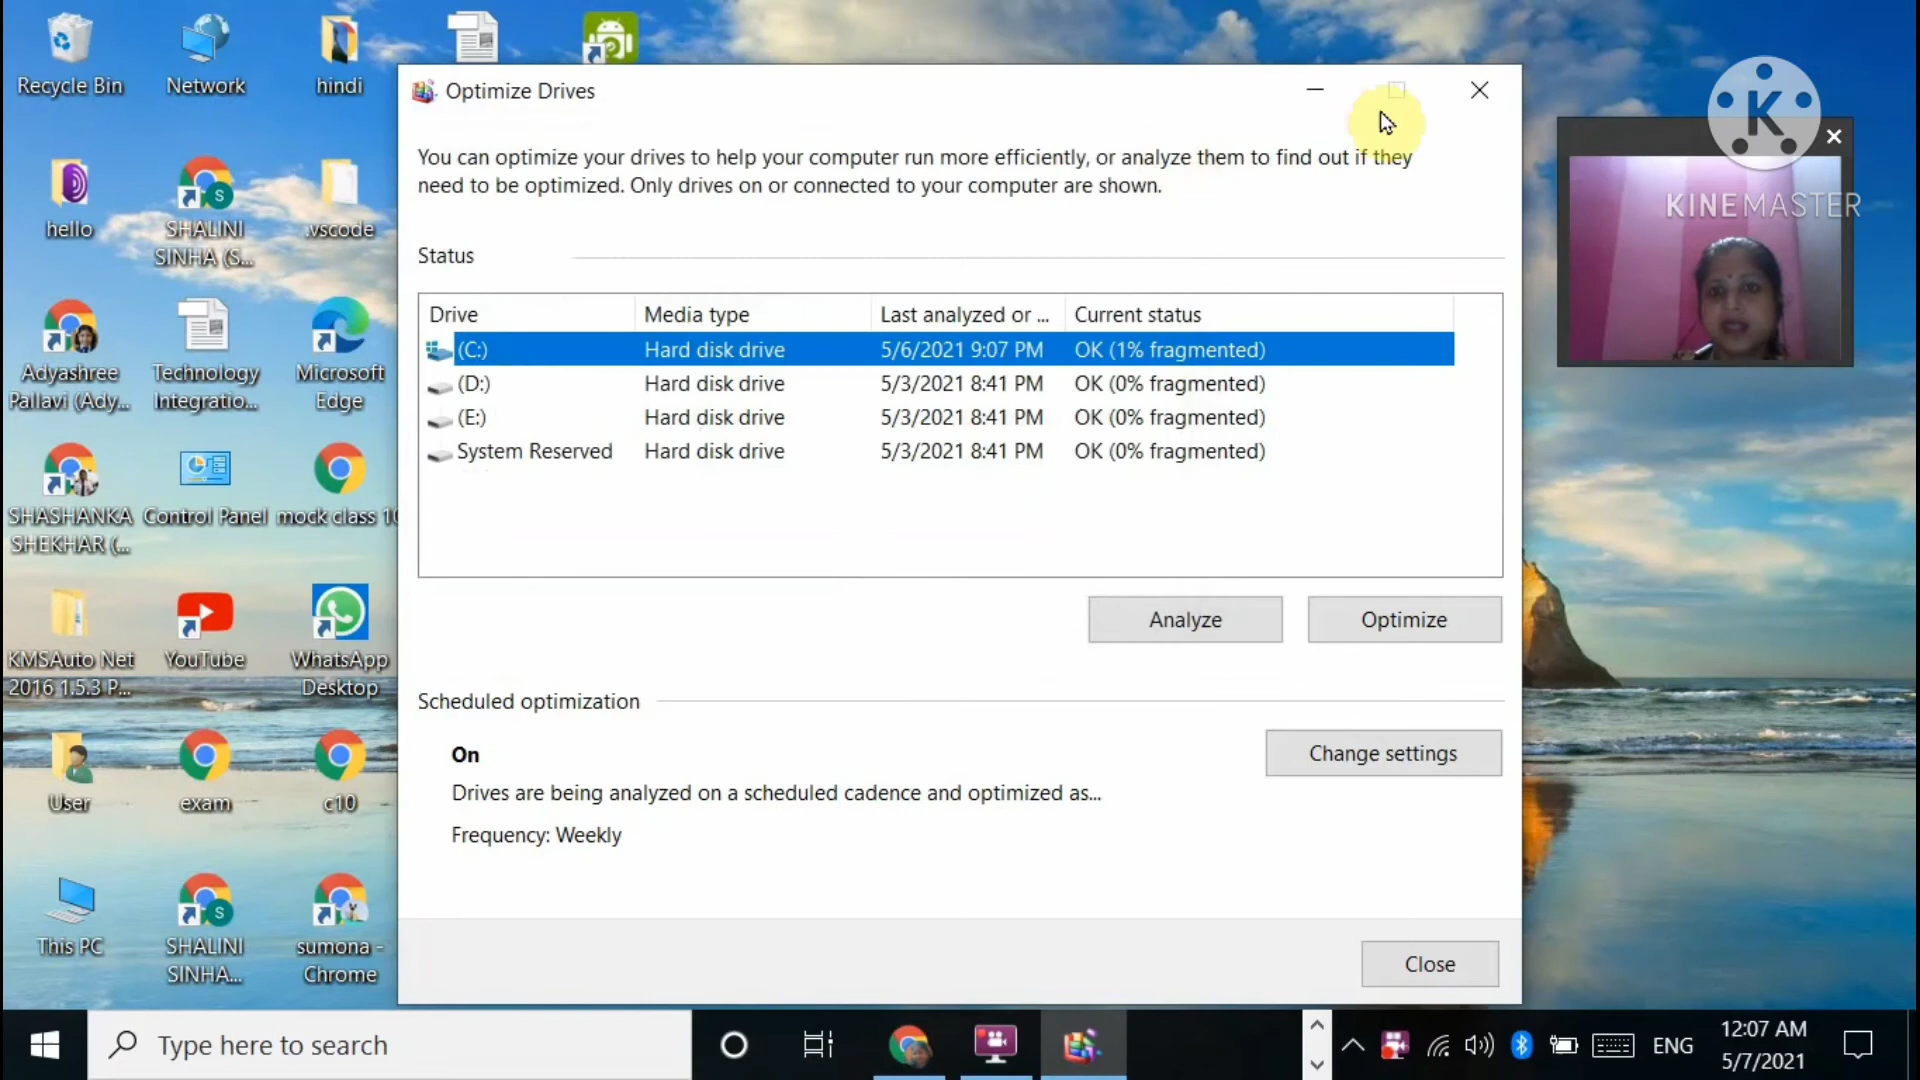 Recycle Bin
Network
hindi
hello
SHALINI
SINHA (S...
.vscode
Adyashree
Pallavi (Ady...
Technology
Integratio...
Microsoft
Edge
SHASHANKA
SHEKHAR (...
Control Panel
mock class 10
KMSAuto Net
2016 1.5.3 P...
YouTube
WhatsApp
Desktop
User
exam
c10
This PC
SHALINI
SINHA...
sumona -
Chrome
Optimize Drives
You can optimize your drives to help your computer run more efficiently, or analyze them to find out if they
need to be optimized. Only drives on or connected to your computer are shown.
Status
Drive Media type Last analyzed or ... Current status
(C:) Hard disk drive 5/6/2021 9:07 PM OK (1% fragmented)
(D:) Hard disk drive 5/3/2021 8:41 PM OK (0% fragmented)
(E:) Hard disk drive 5/3/2021 8:41 PM OK (0% fragmented)
System Reserved Hard disk drive 5/3/2021 8:41 PM OK (0% fragmented)
Analyze Optimize
Scheduled optimization
On
Change settings
Drives are being analyzed on a scheduled cadence and optimized as...
Frequency: Weekly
Close
K
KINEMASTER
Type here to search
ENG
12:07 AM
5/7/2021